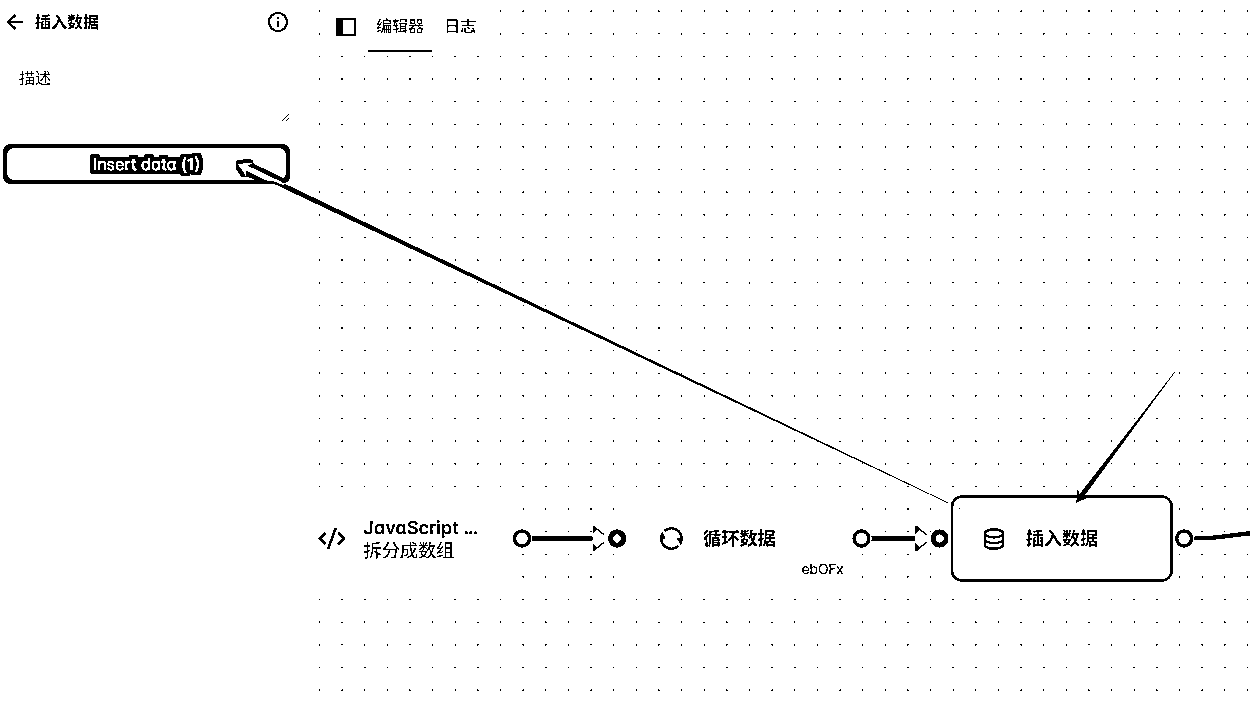 插入数据
编辑器
日志
描述
Insert data (1)
JavaScript ...
拆分成数组
循环数据
ebOFx
插入数据